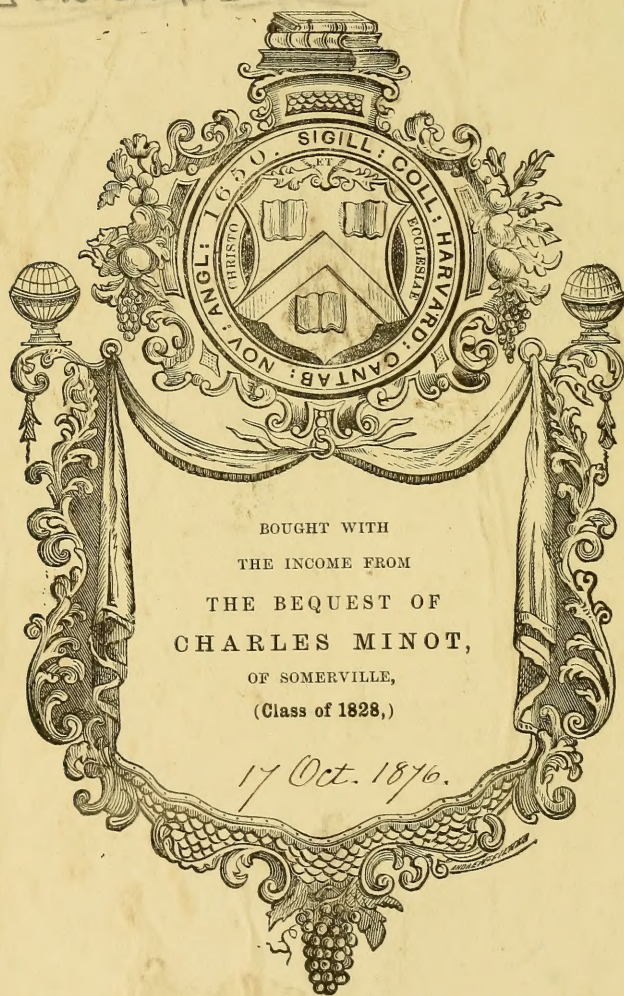 SIGILL: COLL: HARVARD: CANTAB: NOV: ANGL: 1650.
ET
CHRISTO
ECCLESIAE
BOUGHT WITH
THE INCOME FROM
THE BEQUEST OF
CHARLES MINOT,
OF SOMERVILLE,
(Class of 1828,)
17 Oct. 1876.